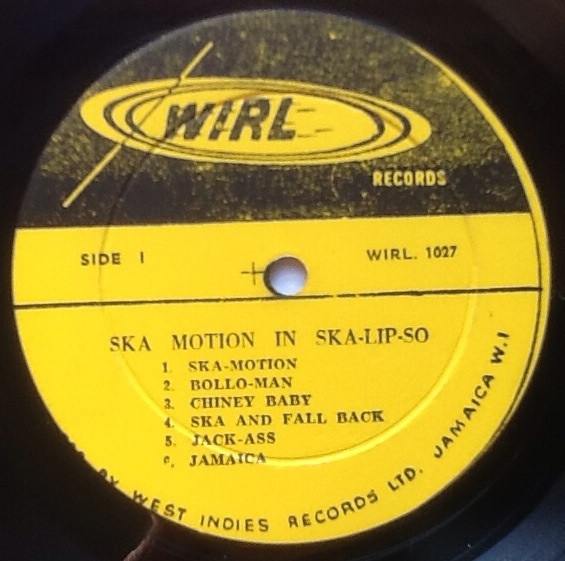 WIRL
RECORDS
SIDE 1
WIRL. 1027
SKA MOTION IN SKA-LIP-SO
1. SKA-MOTION
2. BOLLO-MAN
3. CHINEY BABY
4. SKA AND FALL BACK
5. JACK-ASS
JAMAICA
BY WEST INDIES RECORDS LTD. JAMAICA W.I